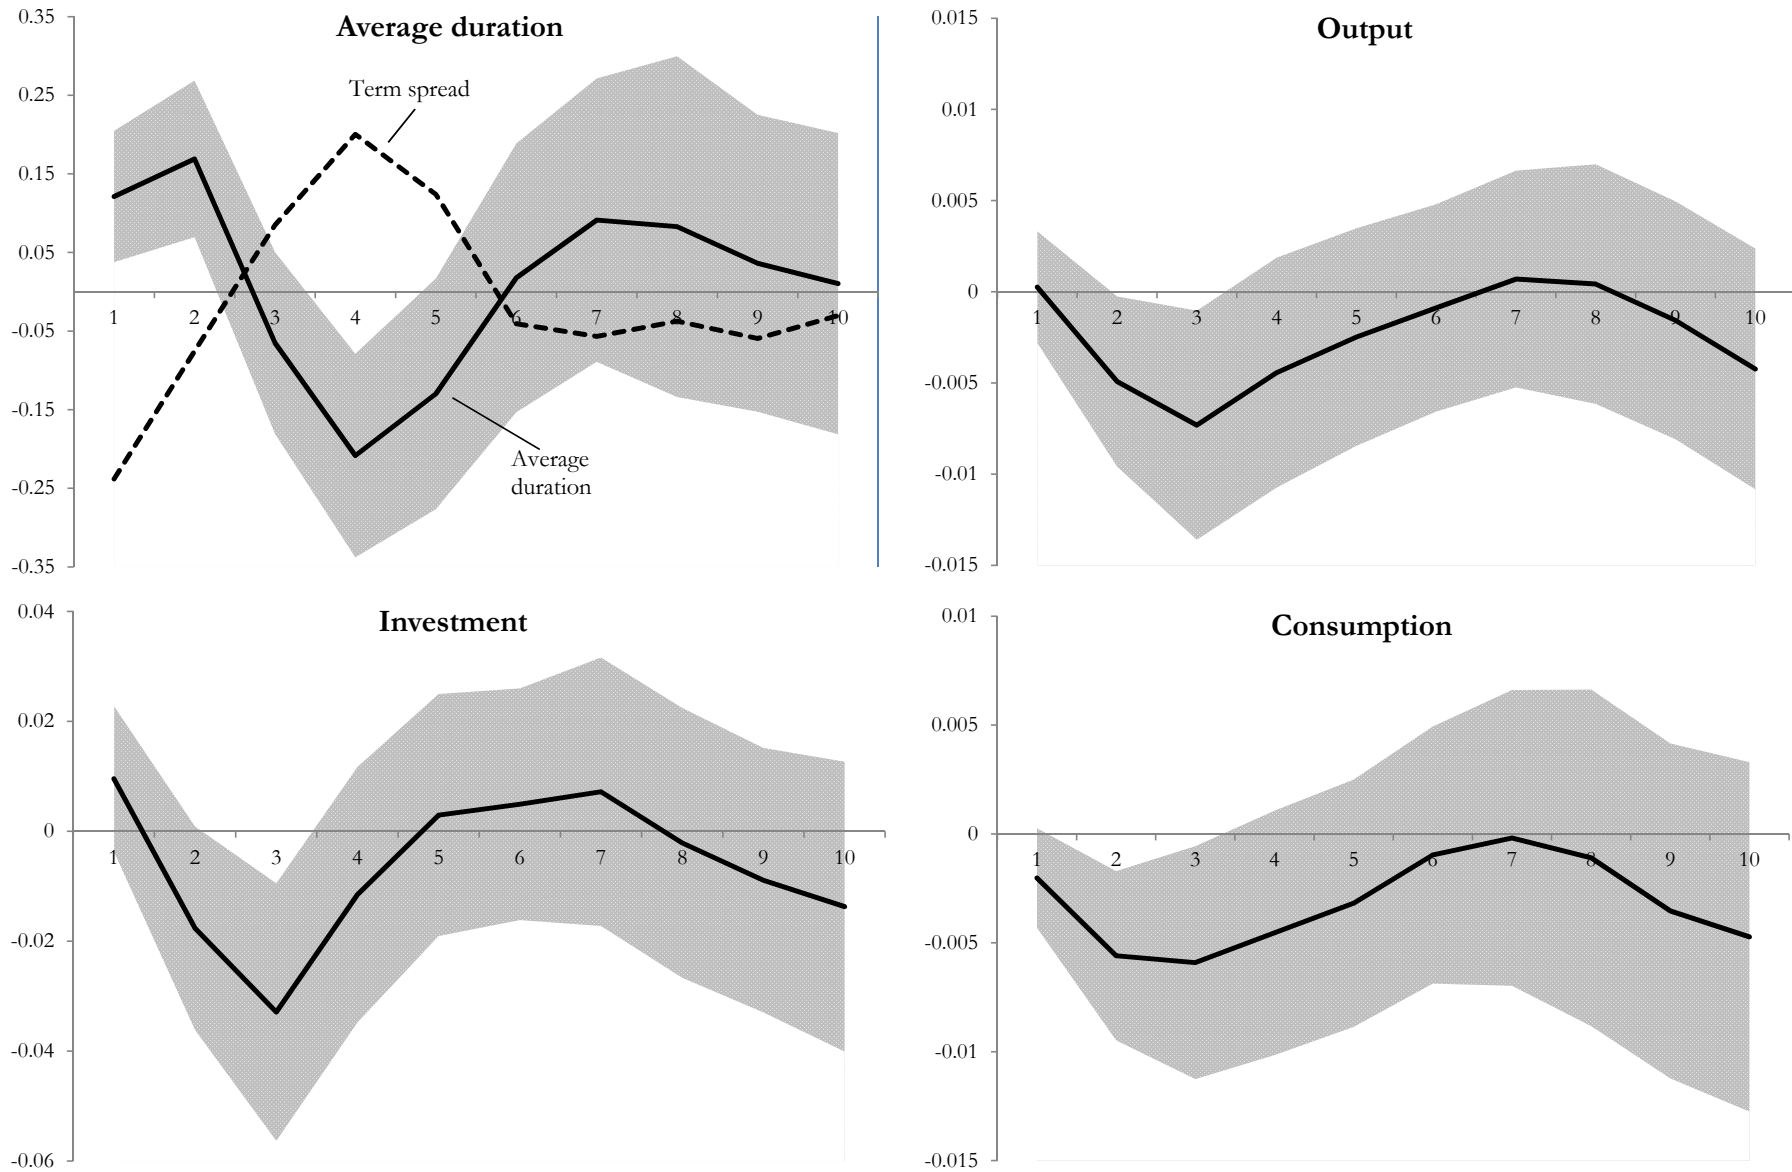 Average duration
0.35
0.25
0.15
0.05
-0.05
-0.15
-0.25
-0.35
Term spread
1 2 3 4 5 6 7 8 9 10
Average
duration
Output
0.015
0.01
0.005
0
-0.005
-0.01
-0.015
1 2 3 4 5 6 7 8 9 10
Investment
0.04
0.02
0
-0.02
-0.04
-0.06
1 2 3 4 5 6 7 8 9 10
Consumption
0.01
0.005
0
-0.005
-0.01
-0.015
1 2 3 4 5 6 7 8 9 10